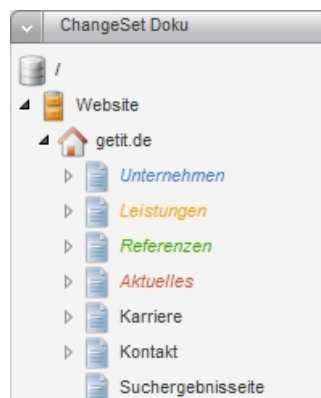 ChangeSet Doku
/
Website
getit.de
Unternehmen
Leistungen
Referenzen
Aktuelles
Karriere
Kontakt
Suchergebnisseite